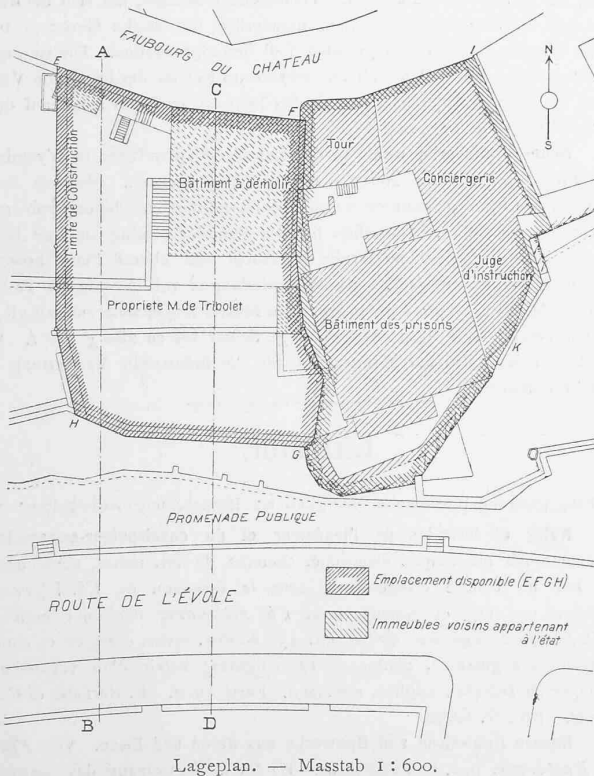 FAUBOURG DU CHATEAU
A
E
C
F
I
N
S
Tour
Conciergerie
Bâtiment à démolir
Limite de Construction
Juge
d'instruction
Propriete M. de Tribolet
Bâtiment des prisons
K
H
G
PROMENADE PUBLIQUE
ROUTE DE L'ÉVOLE
Emplacement disponible (E.F.G.H.)
Immeubles voisins appartenant
à l'état
B
D
Lageplan. — Masstab 1 : 600.